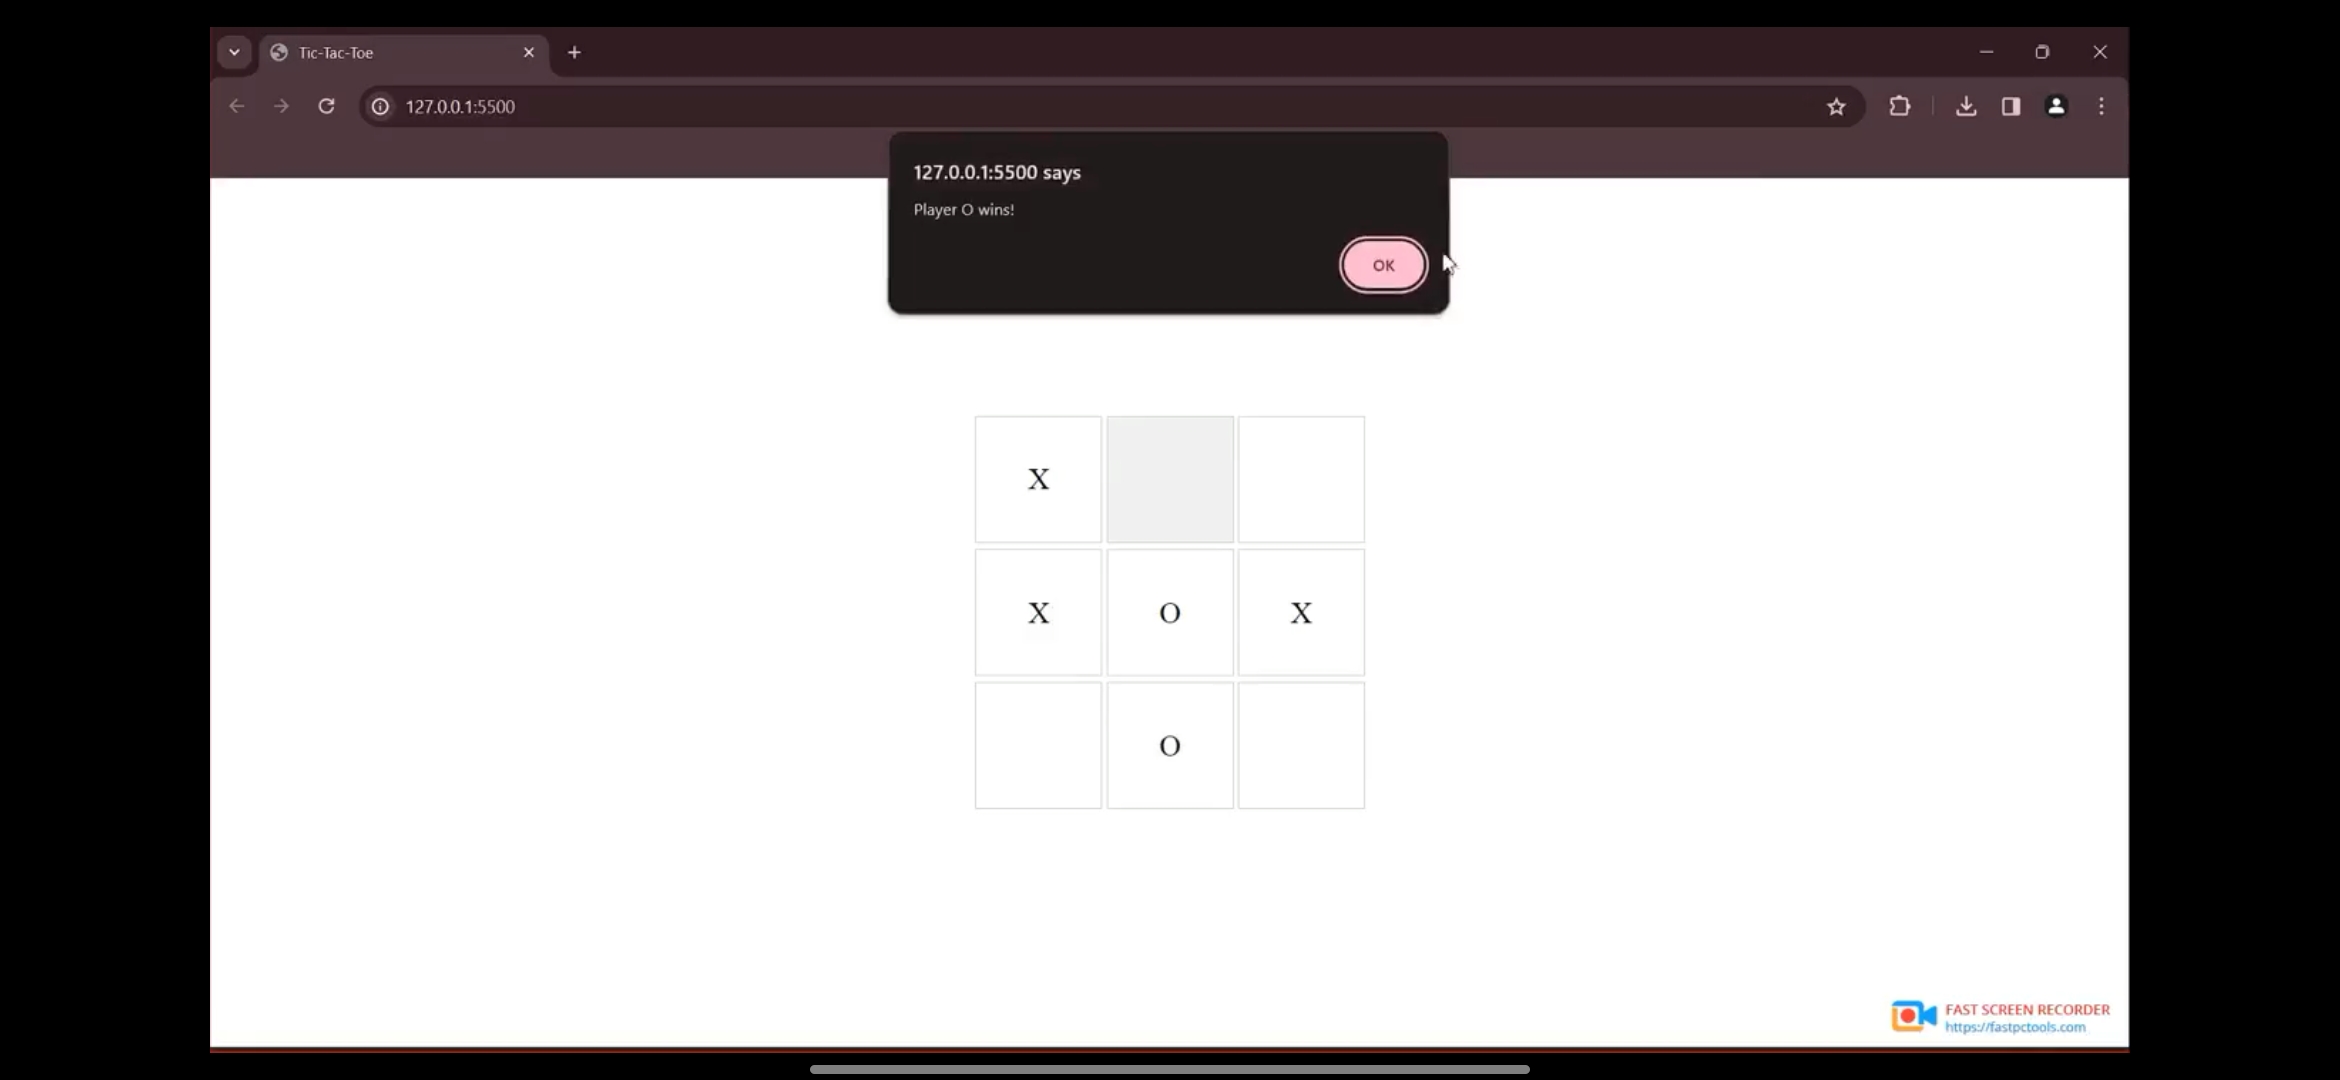 Tic-Tac-Toe
127.0.0.1:5500
127.0.0.1:5500 says
Player O wins!
OK
X
X O X
O
FAST SCREEN RECORDER
https://fastpctools.com